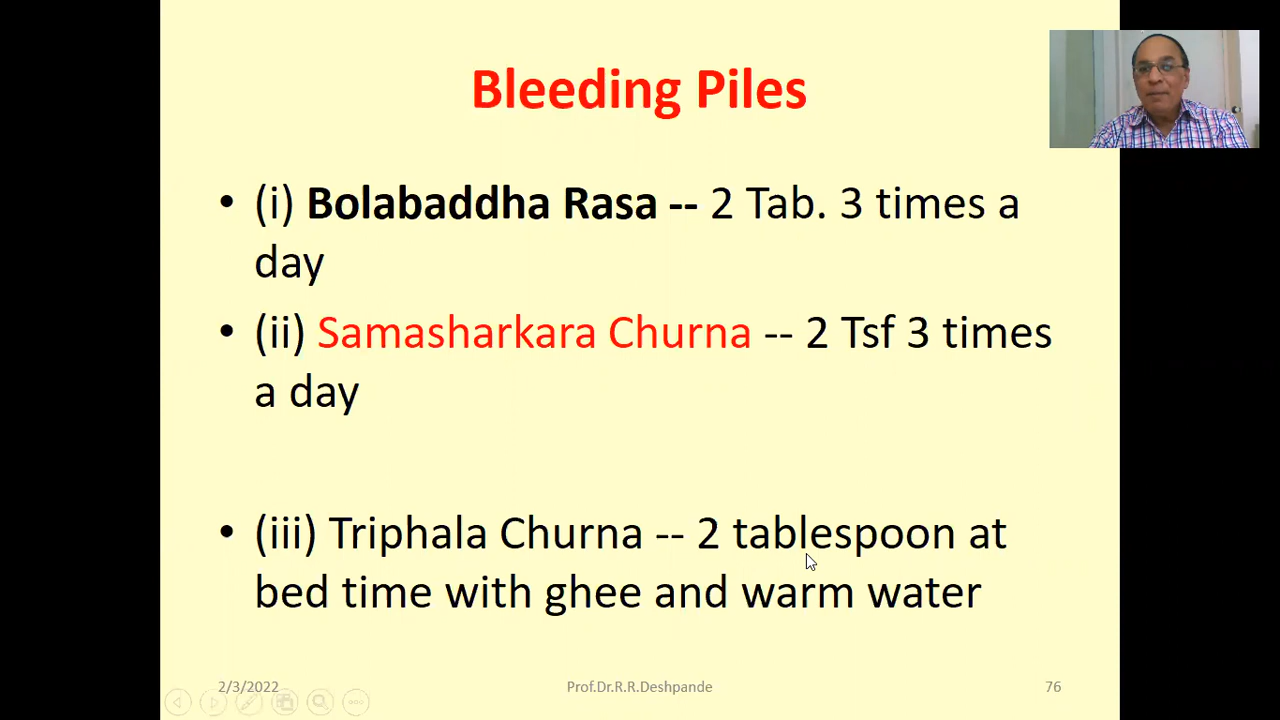 Bleeding Piles
• (i) Bolabaddha Rasa -- 2 Tab. 3 times a
day
• (ii) Samasharkara Churna -- 2 Tsf 3 times
a day
• (iii) Triphala Churna -- 2 tablespoon at
bed time with ghee and warm water
2/3/2022
Prof.Dr.R.R.Deshpande
76